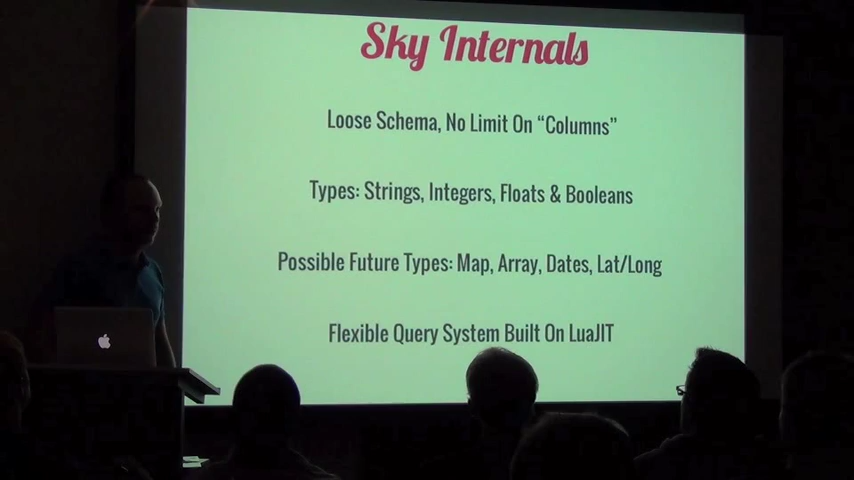 Sky Internals
Loose Schema, No Limit On “Columns”
Types: Strings, Integers, Floats & Booleans
Possible Future Types: Map, Array, Dates, Lat/Long
Flexible Query System Built On LuaJIT